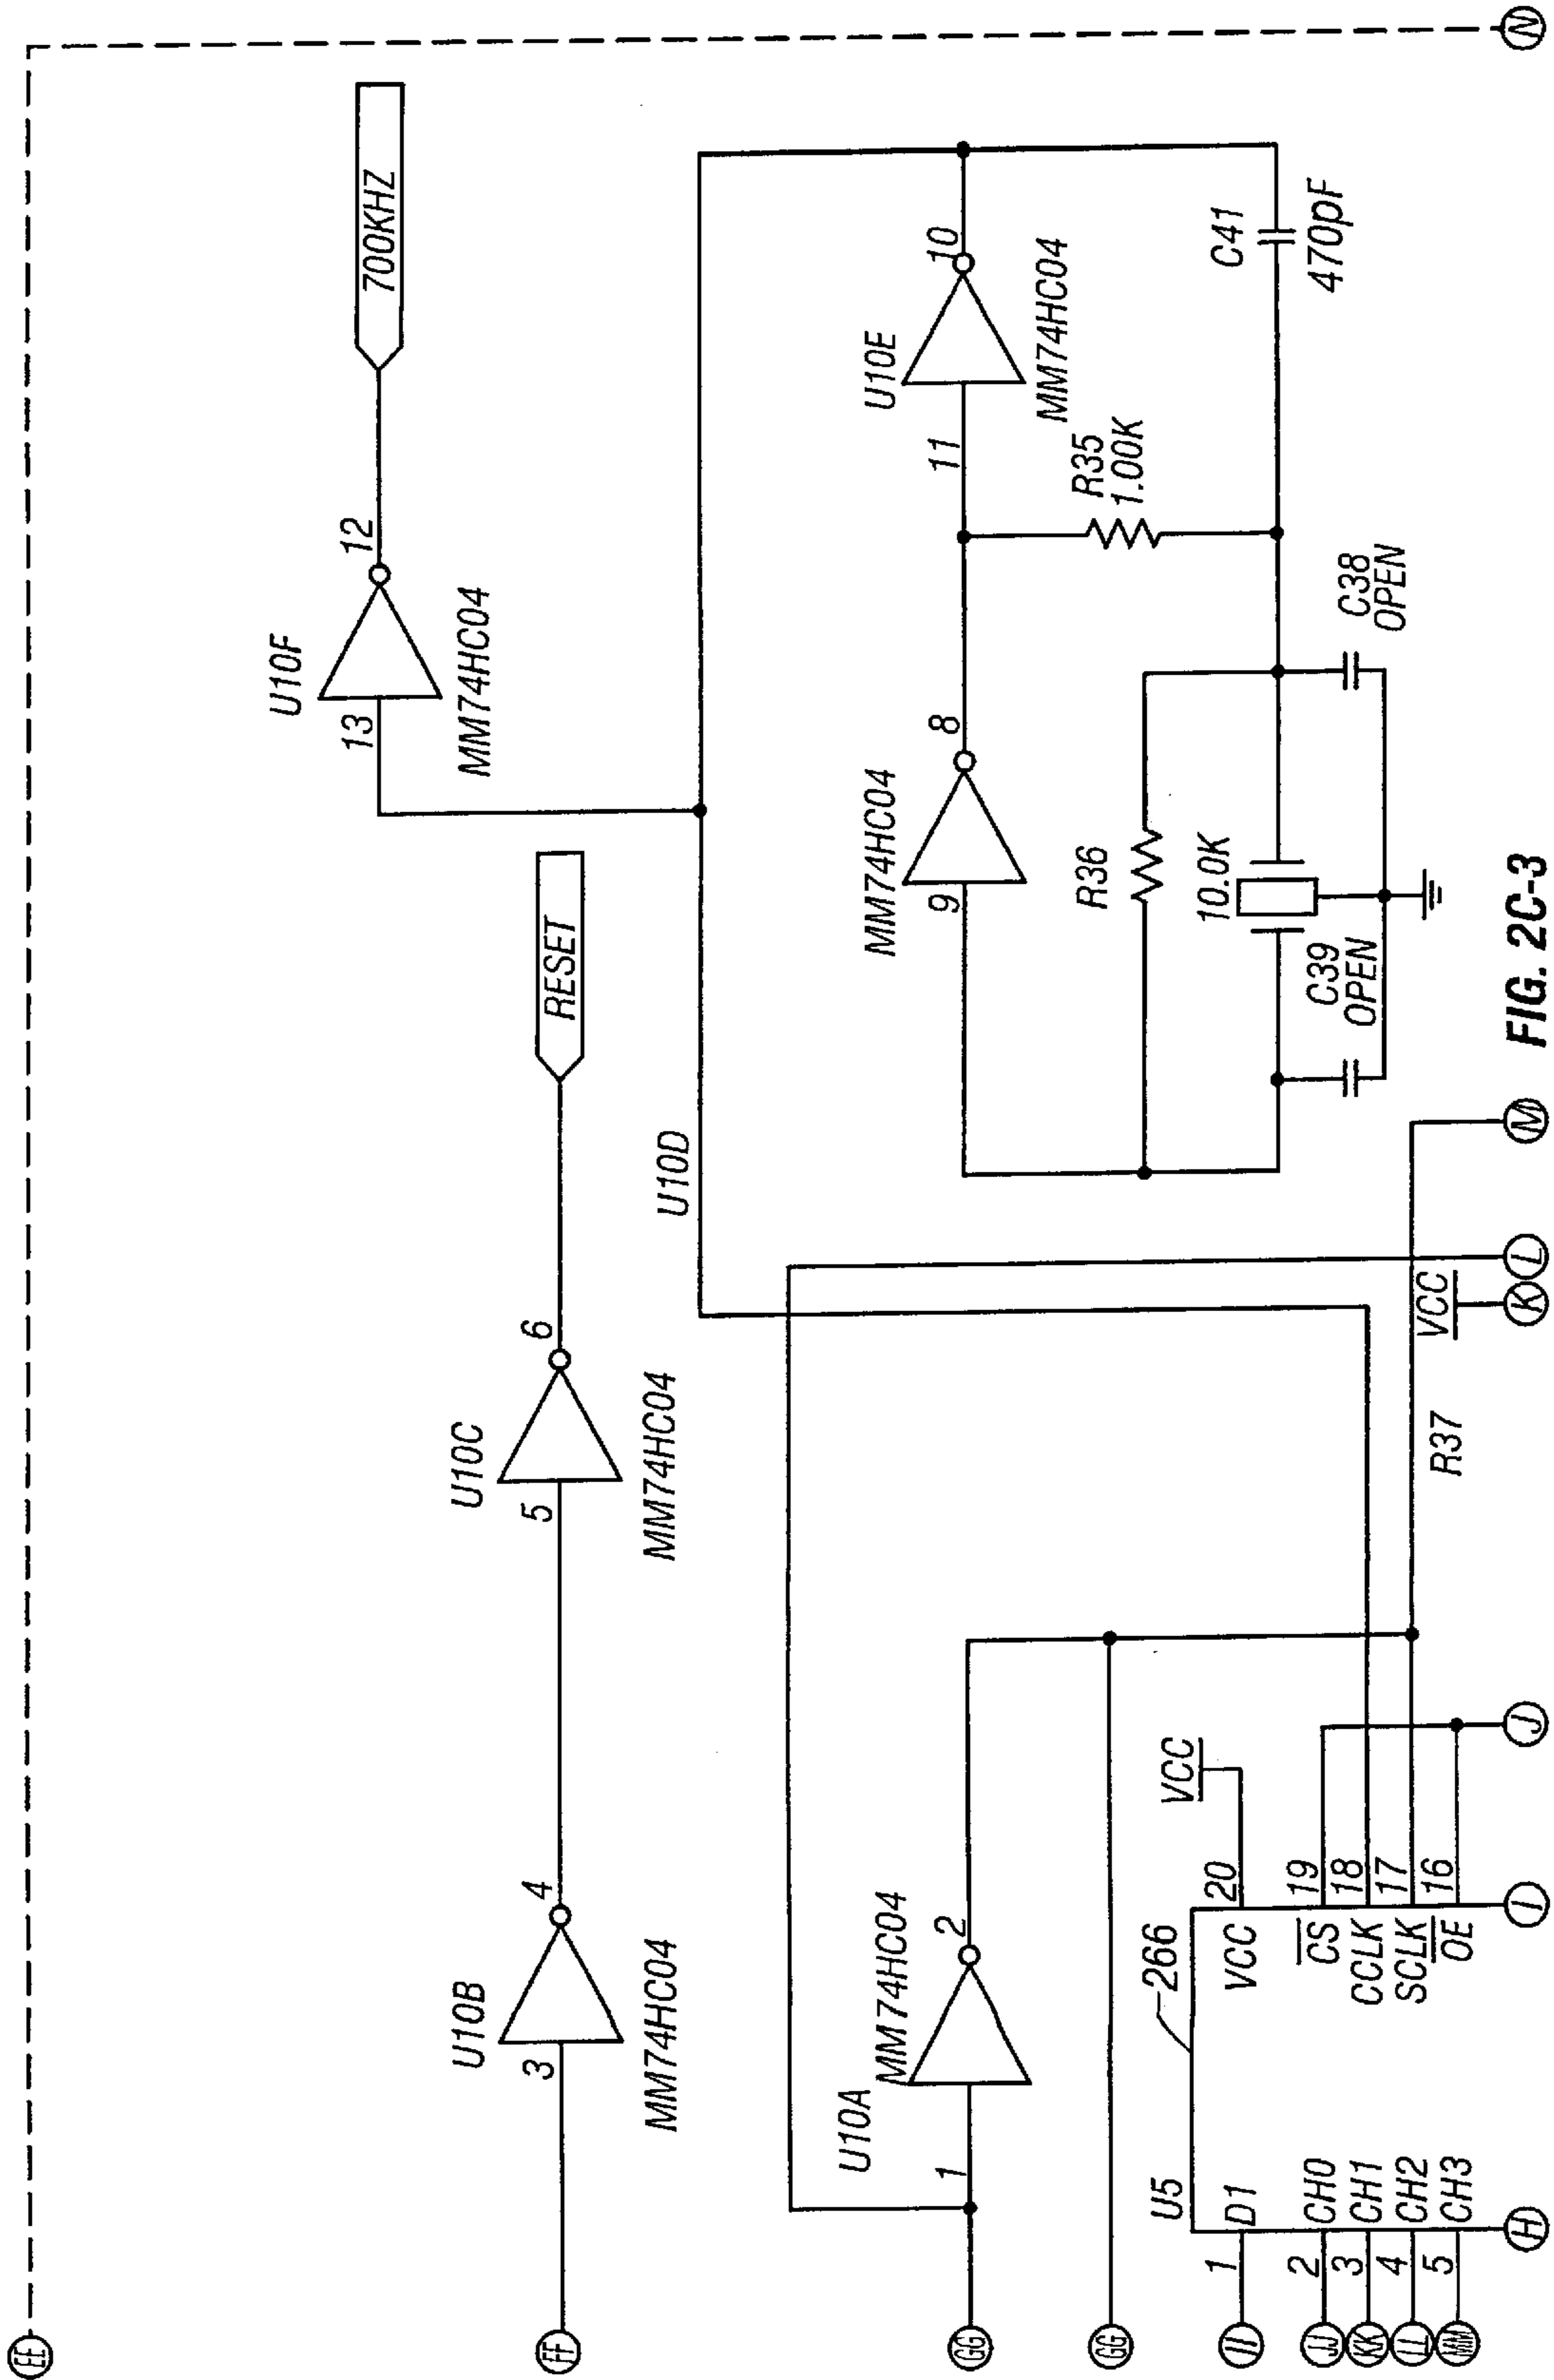 EE
N
700KHZ
U10F
13
12
MM74HC04
RESET
FF
U10B
3
4
MM74HC04
U10C
5
6
MM74HC04
U10D
U10E
11
10
MM74HC04
MM74HC04
9
8
R35
1.00K
C41
470pF
R36
10.0K
C39
OPEN
C38
OPEN
GG
U10A
1
2
MM74HC04
GG
U5
266
VCC
II
1
D1
VCC
20
JJ
2
CH0
CS
19
KK
3
CH1
CCLK
18
LL
4
CH2
SCLK
17
MM
5
CH3
OE
16
R37
VCC
H
I
J
K
L
M
FIG. 2C-3